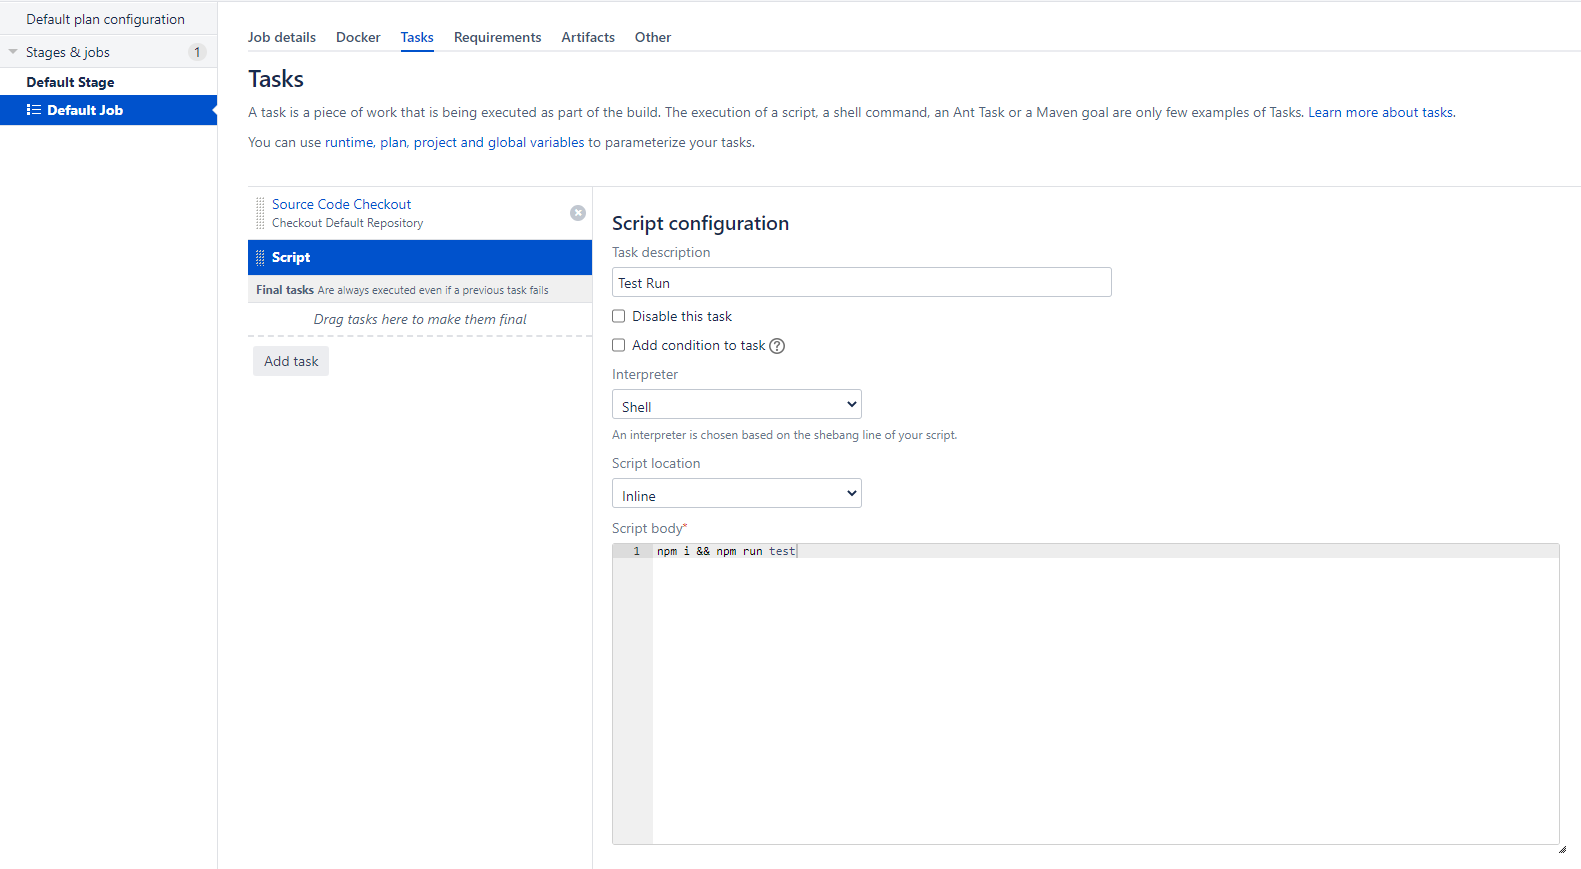 Default plan configuration
Stages & jobs 1
Default Stage
Default Job
Job details Docker Tasks Requirements Artifacts Other
Tasks
A task is a piece of work that is being executed as part of the build. The execution of a script, a shell command, an Ant Task or a Maven goal are only few examples of Tasks. Learn more about tasks.
You can use runtime, plan, project and global variables to parameterize your tasks.
Source Code Checkout
Checkout Default Repository
Script
Final tasks Are always executed even if a previous task fails
Drag tasks here to make them final
Add task
Script configuration
Task description
Test Run
Disable this task
Add condition to task ?
Interpreter
Shell
An interpreter is chosen based on the shebang line of your script.
Script location
Inline
Script body*
1 npm i && npm run test